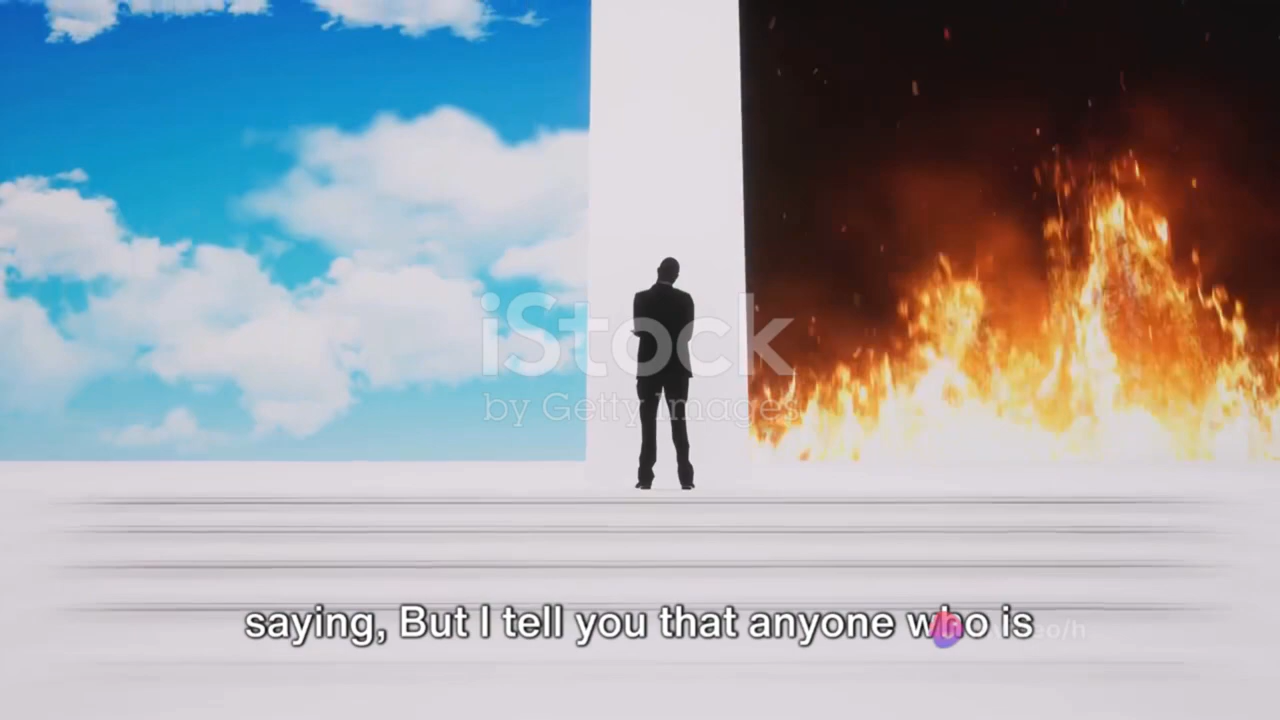 iStock
by Getty Images
saying, But I tell you that anyone who is